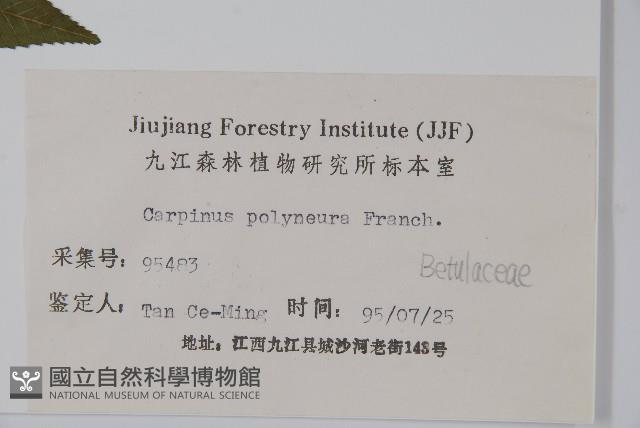 Jiujiang Forestry Institute (JJF)
九江森林植物研究所标本室
Carpinus polyneura Franch.
采集号: 95483
Betulaceae
鉴定人: Tan Ce-Ming 时间: 95/07/25
地址: 江西九江县城沙河老街143号
國立自然科學博物館
NATIONAL MUSEUM OF NATURAL SCIENCE